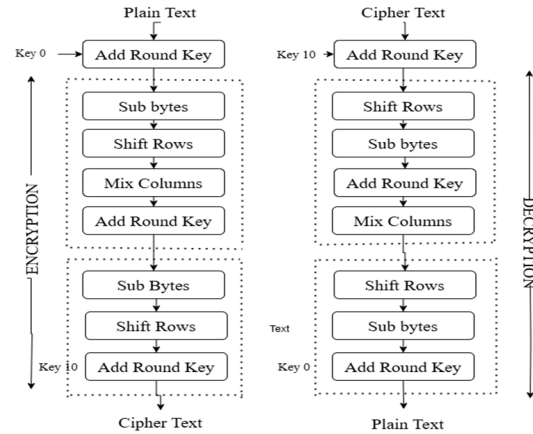 Plain Text
Key 0
Add Round Key
Sub bytes
Shift Rows
Mix Columns
Add Round Key
Sub Bytes
Shift Rows
Key 10
Add Round Key
Cipher Text
ENCRYPTION
Cipher Text
Key 10
Add Round Key
Shift Rows
Sub bytes
Add Round Key
Mix Columns
Shift Rows
Text
Sub bytes
Key 0
Add Round Key
Plain Text
DECRYPTION